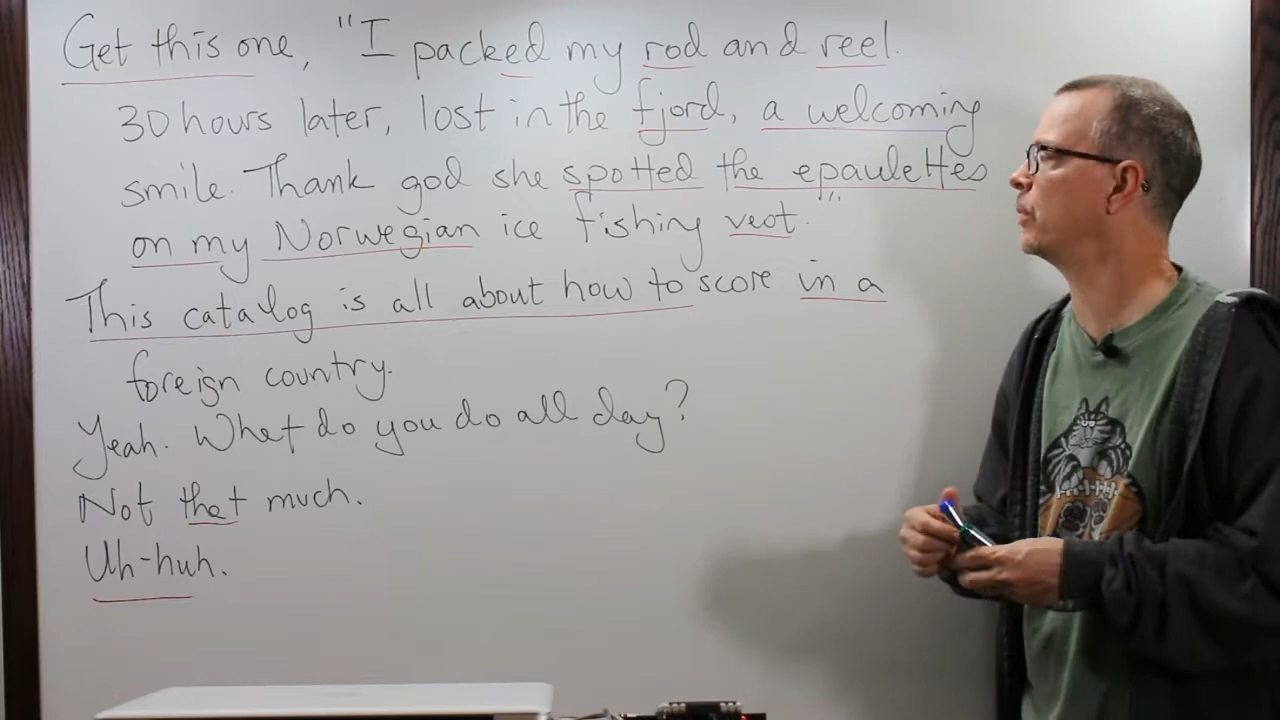 Get this one, "I packed my rod and reel.
30 hours later, lost in the fjord, a welcoming
smile. Thank god she spotted the epaulettes
on my Norwegian ice fishing vest."
This catalog is all about how to score in a
foreign country.
Yeah. What do you do all day?
Not that much.
Uh-huh.